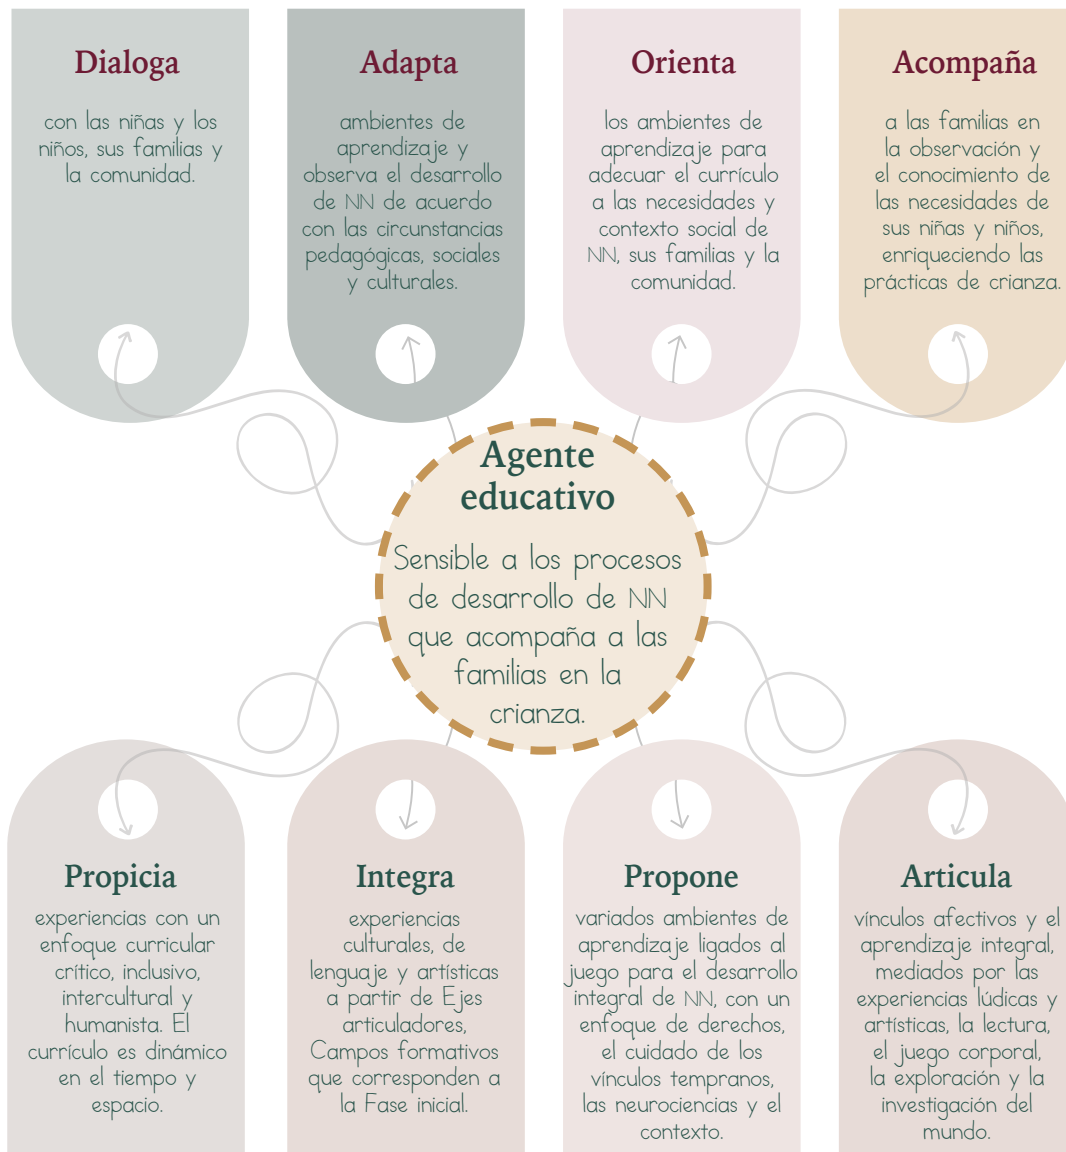 Dialoga
con las niñas y los
niños, sus familias y
la comunidad.
Adapta
ambientes de
aprendizaje y
observa el desarrollo
de NN de acuerdo
con las circunstancias
pedagógicas, sociales
y culturales.
Orienta
los ambientes de
aprendizaje para
adecuar el currículo
a las necesidades y
contexto social de
NN, sus familias y la
comunidad.
Acompaña
a las familias en
la observación y
el conocimiento de
las necesidades de
sus niñas y niños,
enriqueciendo las
prácticas de crianza.
Agente
educativo
Sensible a los procesos
de desarrollo de NN
que acompaña a las
familias en la
crianza.
Propicia
experiencias con un
enfoque curricular
crítico, inclusivo,
intercultural y
humanista. El
currículo es dinámico
en el tiempo y
espacio.
Integra
experiencias
culturales, de
lenguaje y artísticas
a partir de Ejes
articuladores,
Campos formativos
que corresponden a
la Fase inicial.
Propone
variados ambientes de
aprendizaje ligados al
juego para el desarrollo
integral de NN, con un
enfoque de derechos,
el cuidado de los
vínculos tempranos,
las neurociencias y el
contexto.
Articula
vínculos afectivos y el
aprendizaje integral,
mediados por las
experiencias lúdicas y
artísticas, la lectura,
el juego corporal,
la exploración y la
investigación del
mundo.